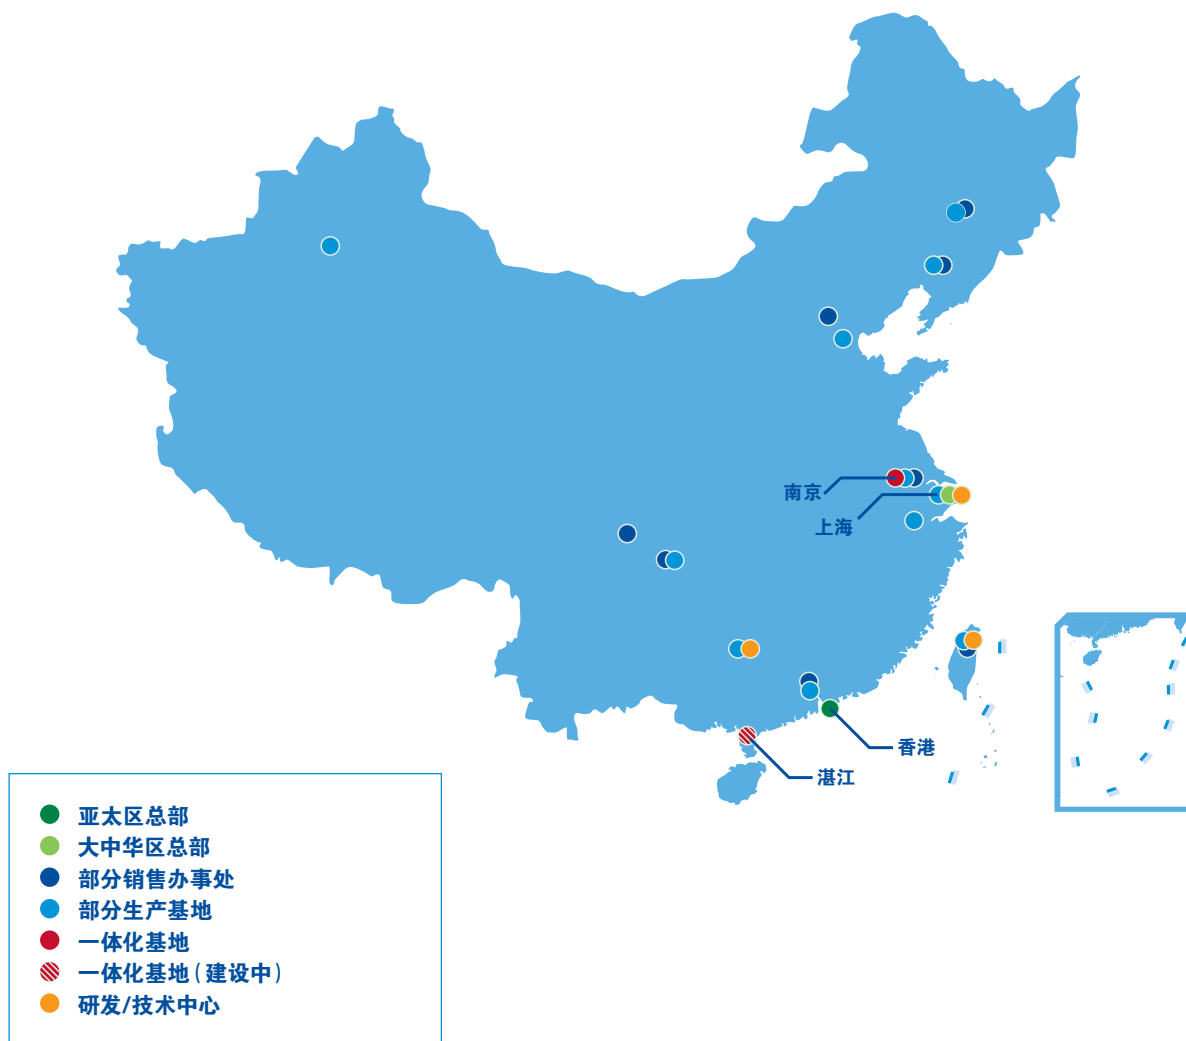 南京
上海
香港
湛江
亚太区总部
大中华区总部
部分销售办事处
部分生产基地
一体化基地
一体化基地（建设中）
研发/技术中心